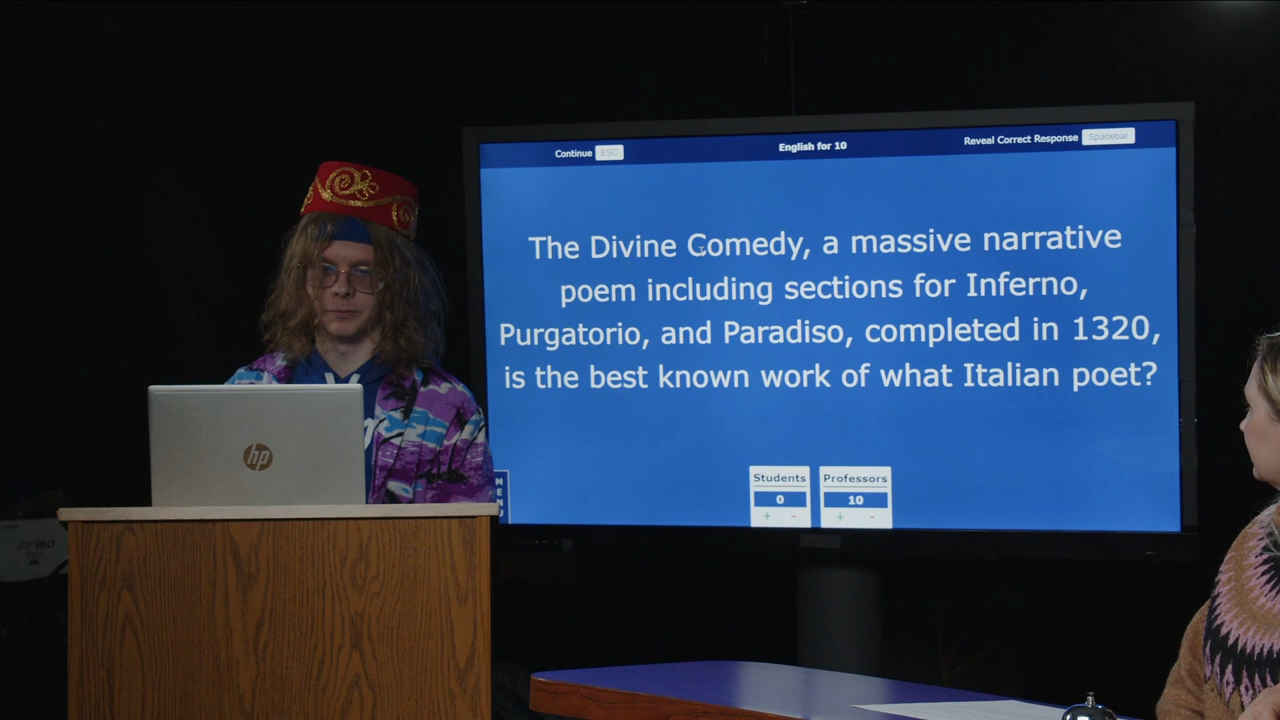 Continue ESC
English for 10
Reveal Correct Response Spacebar
The Divine Comedy, a massive narrative
poem including sections for Inferno,
Purgatorio, and Paradiso, completed in 1320,
is the best known work of what Italian poet?
MENU
Students
0
+ -
Professors
10
+ -
hp